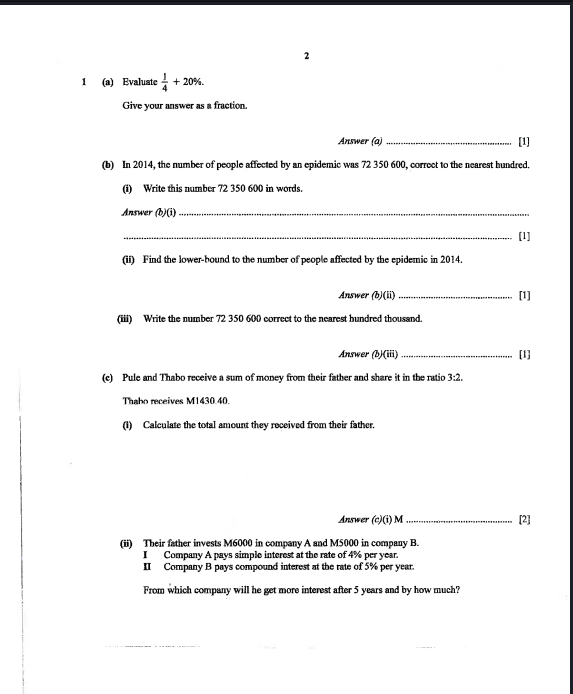 2
1 (a) Evaluate 1/4 + 20%.
Give your answer as a fraction.
Answer (a) .................................................. [1]
(b) In 2014, the number of people affected by an epidemic was 72 350 600, correct to the nearest hundred.
(i) Write this number 72 350 600 in words.
Answer (b)(i) ....................................................................................................
.................................................................................................... [1]
(ii) Find the lower-bound to the number of people affected by the epidemic in 2014.
Answer (b)(ii) .............................................. [1]
(iii) Write the number 72 350 600 correct to the nearest hundred thousand.
Answer (b)(iii) ............................................. [1]
(c) Pule and Thabo receive a sum of money from their father and share it in the ratio 3:2.
Thabo receives M1430.40.
(i) Calculate the total amount they received from their father.
Answer (c)(i) M ........................................... [2]
(ii) Their father invests M6000 in company A and M5000 in company B.
I Company A pays simple interest at the rate of 4% per year.
II Company B pays compound interest at the rate of 5% per year.
From which company will he get more interest after 5 years and by how much?